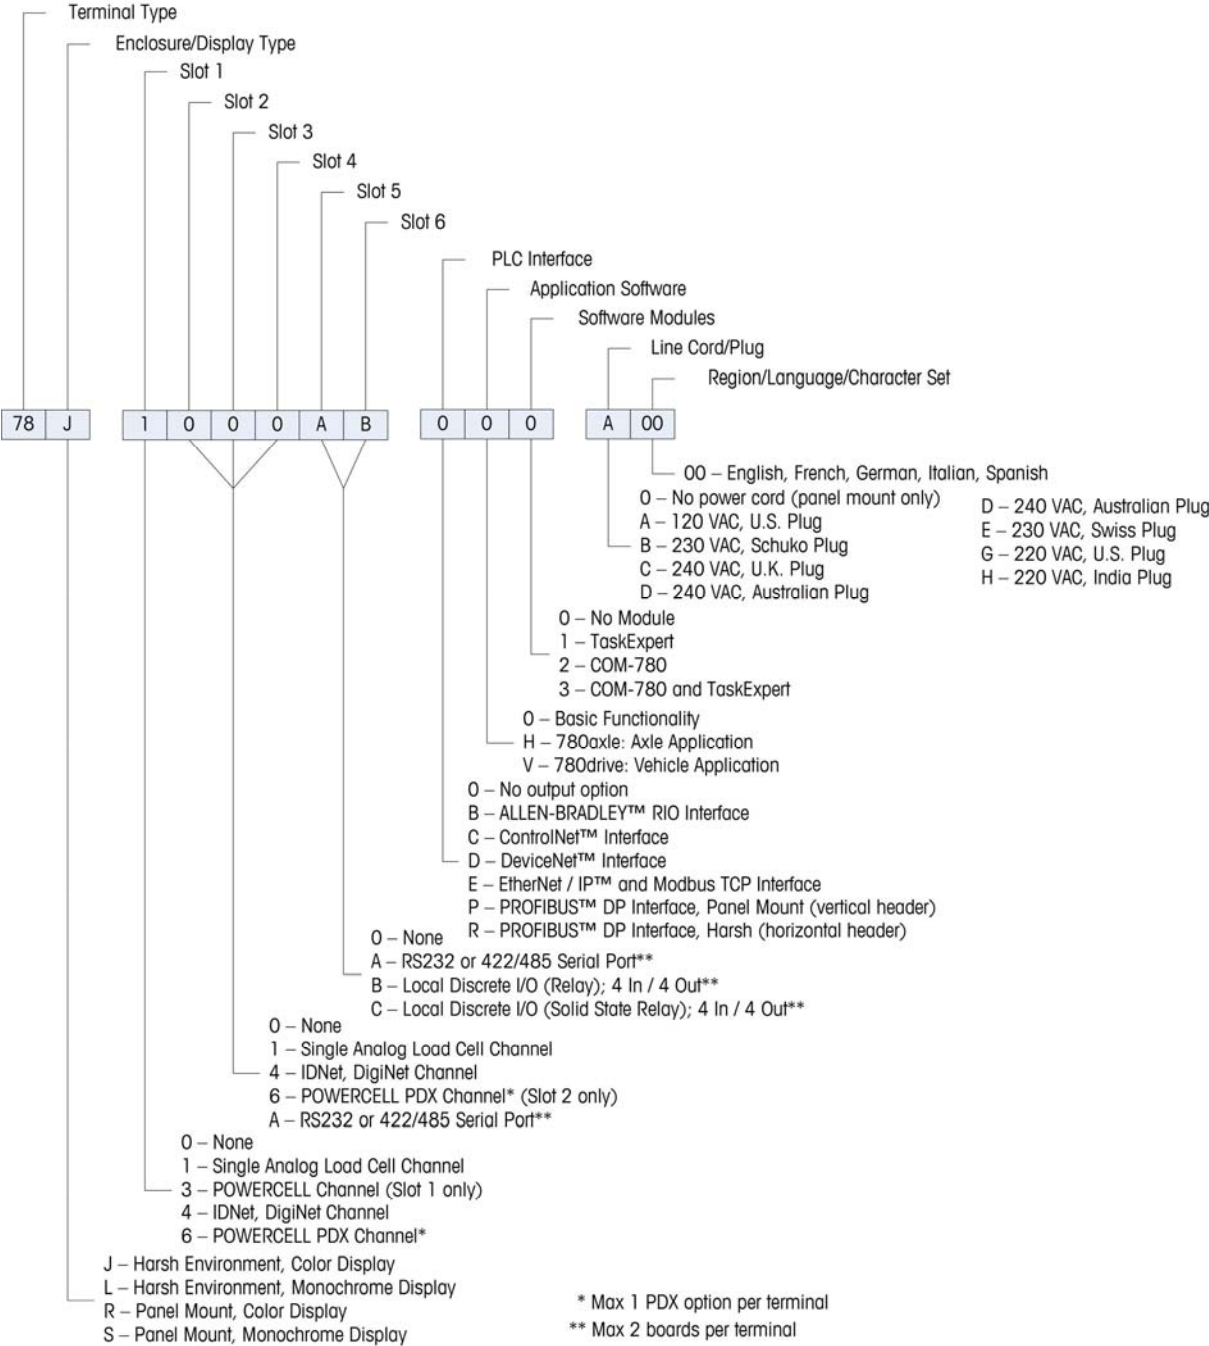 Terminal Type
Enclosure/Display Type
Slot 1
Slot 2
Slot 3
Slot 4
Slot 5
Slot 6
PLC Interface
Application Software
Software Modules
Line Cord/Plug
Region/Language/Character Set
78 J 1 0 0 0 A B 0 0 0 A 00
00 – English, French, German, Italian, Spanish
0 – No power cord (panel mount only)
A – 120 VAC, U.S. Plug
B – 230 VAC, Schuko Plug
C – 240 VAC, U.K. Plug
D – 240 VAC, Australian Plug
D – 240 VAC, Australian Plug
E – 230 VAC, Swiss Plug
G – 220 VAC, U.S. Plug
H – 220 VAC, India Plug
0 – No Module
1 – TaskExpert
2 – COM-780
3 – COM-780 and TaskExpert
0 – Basic Functionality
H – 780axle: Axle Application
V – 780drive: Vehicle Application
0 – No output option
B – ALLEN-BRADLEY™ RIO Interface
C – ControlNet™ Interface
D – DeviceNet™ Interface
E – EtherNet / IP™ and Modbus TCP Interface
P – PROFIBUS™ DP Interface, Panel Mount (vertical header)
R – PROFIBUS™ DP Interface, Harsh (horizontal header)
0 – None
A – RS232 or 422/485 Serial Port**
B – Local Discrete I/O (Relay); 4 In / 4 Out**
C – Local Discrete I/O (Solid State Relay); 4 In / 4 Out**
0 – None
1 – Single Analog Load Cell Channel
4 – IDNet, DigiNet Channel
6 – POWERCELL PDX Channel* (Slot 2 only)
A – RS232 or 422/485 Serial Port**
0 – None
1 – Single Analog Load Cell Channel
3 – POWERCELL Channel (Slot 1 only)
4 – IDNet, DigiNet Channel
6 – POWERCELL PDX Channel*
J – Harsh Environment, Color Display
L – Harsh Environment, Monochrome Display
R – Panel Mount, Color Display
S – Panel Mount, Monochrome Display
* Max 1 PDX option per terminal
** Max 2 boards per terminal